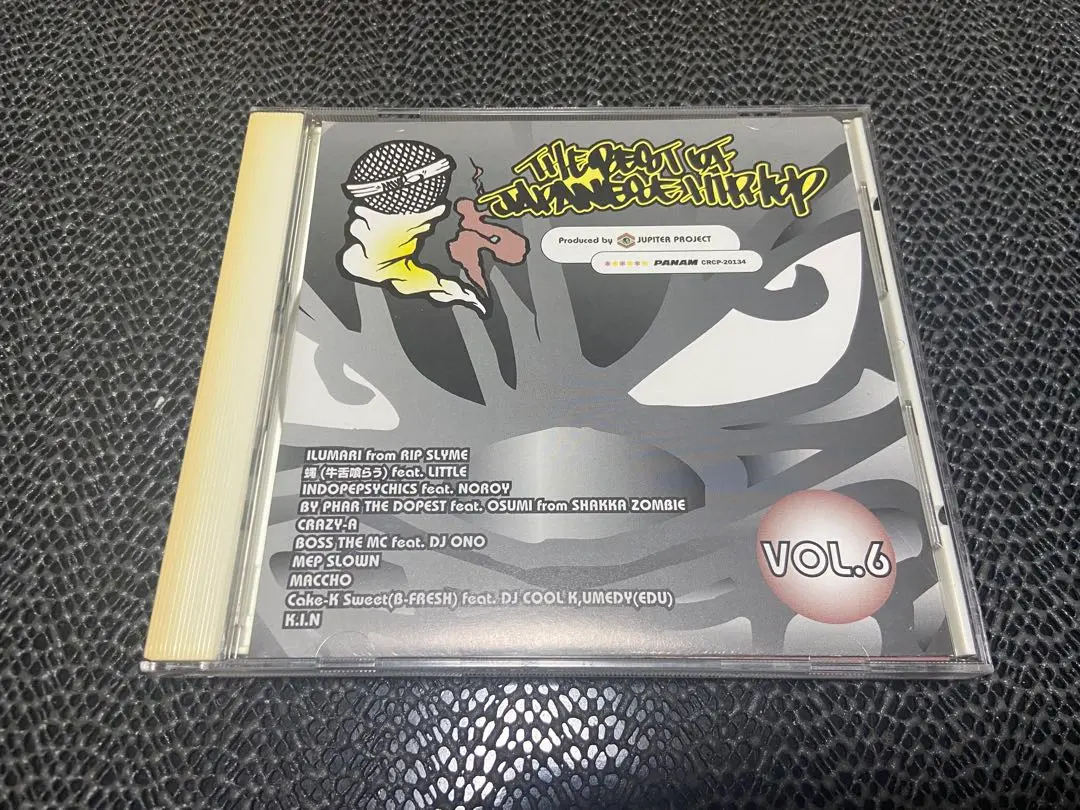 THE BEST OF
JAPANESE HIP HOP
Produced by JUPITER PROJECT
PANAM CRCP-20134
ILUMARI from RIP SLYME
蝿 (牛舌喰らう) feat. LITTLE
INDOPEPSYCHICS feat. NOROY
BY PHAR THE DOPEST feat. OSUMI from SHAKKA ZOMBIE
CRAZY-A
BOSS THE MC feat. DJ ONO
MEP SLOWN
MACCHO
Cake-K Sweet(B-FRESH) feat. DJ COOL K,UMEDY(EDU)
K.I.N
VOL.6